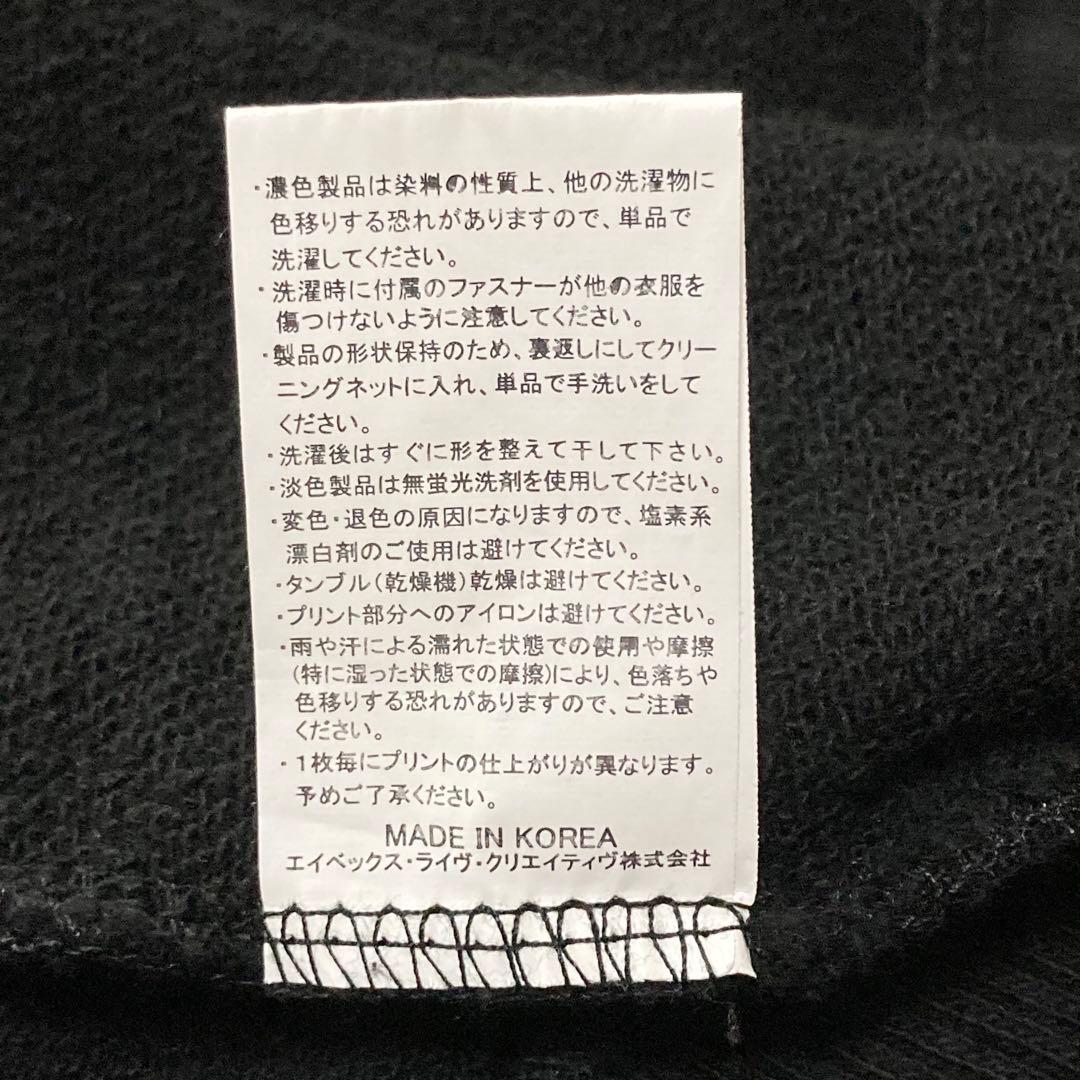 ・濃色製品は染料の性質上、他の洗濯物に
色移りする恐れがありますので、単品で
洗濯してください。
・洗濯時に付属のファスナーが他の衣服を
傷つけないように注意してください。
・製品の形状保持のため、裏返しにしてクリー
ニングネットに入れ、単品で手洗いをして
ください。
・洗濯後はすぐに形を整えて干して下さい。
・淡色製品は無蛍光洗剤を使用してください。
・変色・退色の原因になりますので、塩素系
漂白剤のご使用は避けてください。
・タンブル(乾燥機)乾燥は避けてください。
・プリント部分へのアイロンは避けてください。
・雨や汗による濡れた状態での使用や摩擦
(特に湿った状態での摩擦)により、色落ちや
色移りする恐れがありますので、ご注意
ください。
・1枚毎にプリントの仕上がりが異なります。
予めご了承ください。
MADE IN KOREA
エイベックス・ライヴ・クリエイティヴ株式会社